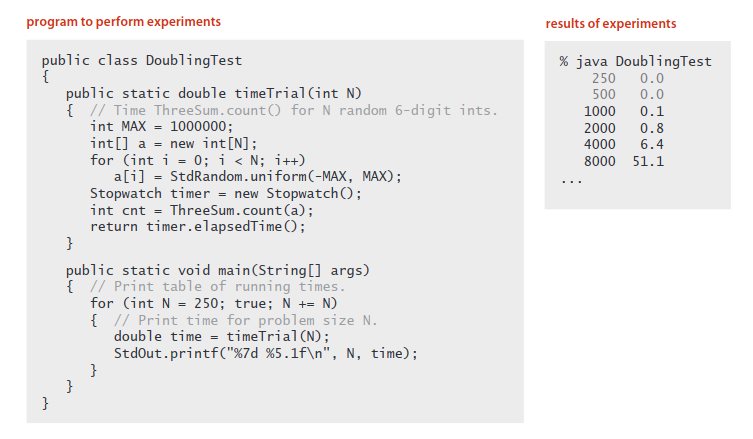 program to perform experiments
public class DoublingTest
{
public static double timeTrial(int N)
{ // Time ThreeSum.count() for N random 6-digit ints.
int MAX = 1000000;
int[] a = new int[N];
for (int i = 0; i < N; i++)
a[i] = StdRandom.uniform(-MAX, MAX);
Stopwatch timer = new Stopwatch();
int cnt = ThreeSum.count(a);
return timer.elapsedTime();
}
public static void main(String[] args)
{ // Print table of running times.
for (int N = 250; true; N += N)
{ // Print time for problem size N.
double time = timeTrial(N);
StdOut.printf("%7d %5.1f\n", N, time);
}
}
}
results of experiments
% java DoublingTest
250 0.0
500 0.0
1000 0.1
2000 0.8
4000 6.4
8000 51.1
...